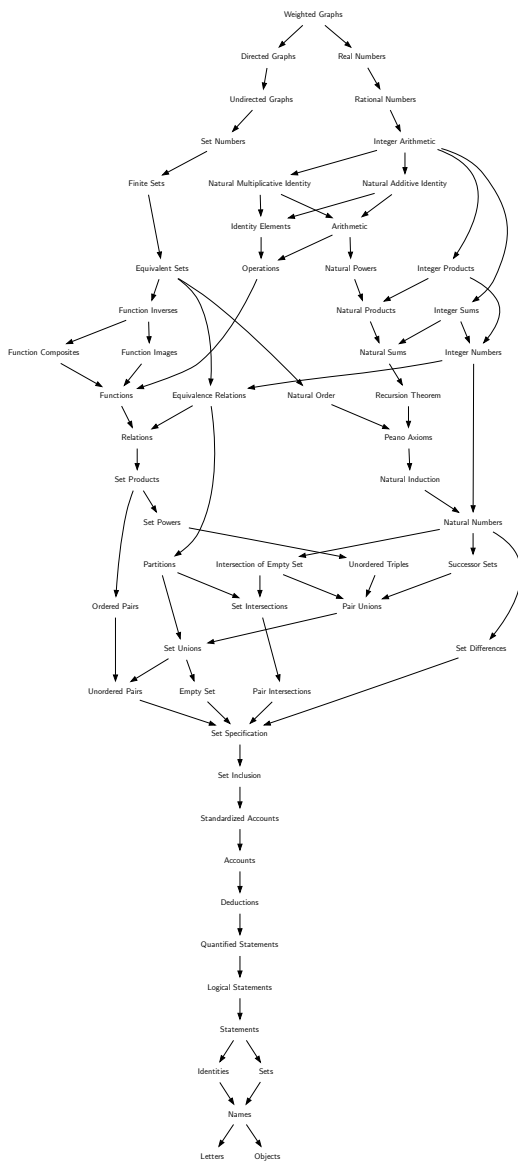 Weighted Graphs
Directed Graphs Real Numbers
Undirected Graphs Rational Numbers
Set Numbers Integer Arithmetic
Finite Sets Natural Multiplicative Identity Natural Additive Identity
Identity Elements Arithmetic
Equivalent Sets Operations Natural Powers Integer Products
Function Inverses Natural Products Integer Sums
Function Composites Function Images Natural Sums Integer Numbers
Functions Equivalence Relations Natural Order Recursion Theorem
Relations Peano Axioms
Set Products Natural Induction
Set Powers Natural Numbers
Partitions Intersection of Empty Set Unordered Triples Successor Sets
Ordered Pairs Set Intersections Pair Unions
Set Unions Set Differences
Unordered Pairs Empty Set Pair Intersections
Set Specification
Set Inclusion
Standardized Accounts
Accounts
Deductions
Quantified Statements
Logical Statements
Statements
Identities Sets
Names
Letters Objects